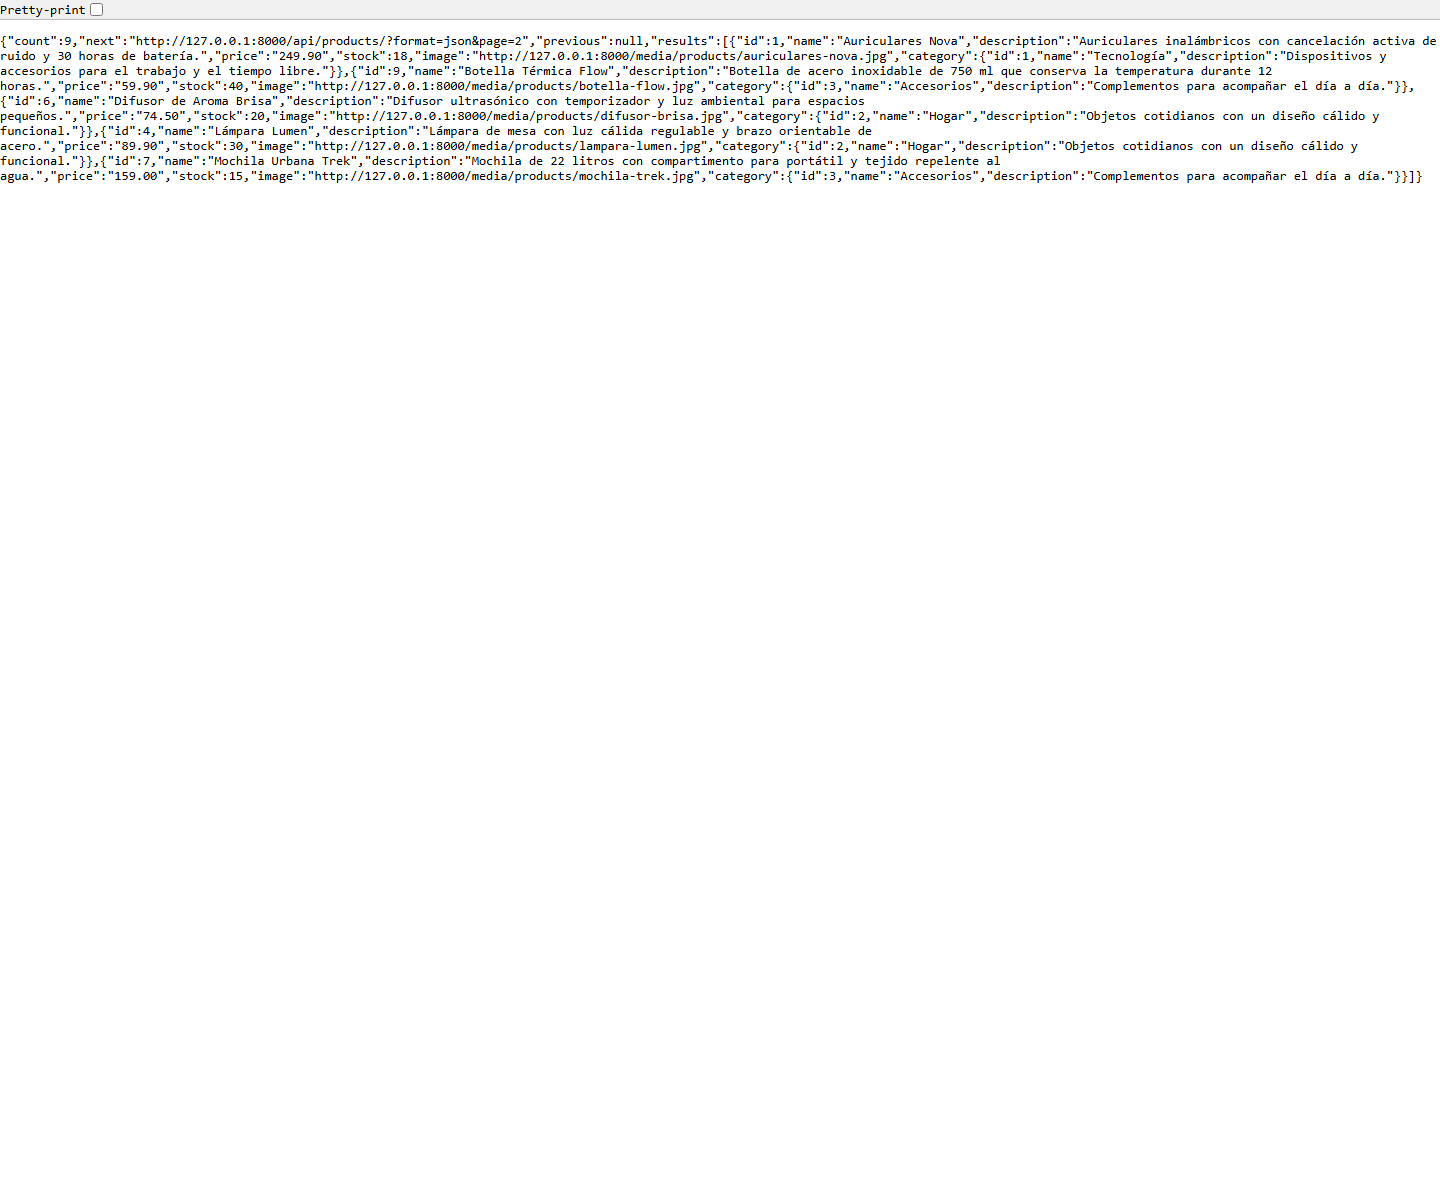 Pretty-print
{"count":9,"next":"http://127.0.0.1:8000/api/products/?format=json&page=2","previous":null,"results":[{"id":1,"name":"Auriculares Nova","description":"Auriculares inalámbricos con cancelación activa de
ruido y 30 horas de batería.","price":"249.90","stock":18,"image":"http://127.0.0.1:8000/media/products/auriculares-nova.jpg","category":{"id":1,"name":"Tecnología","description":"Dispositivos y
accesorios para el trabajo y el tiempo libre."}},{"id":9,"name":"Botella Térmica Flow","description":"Botella de acero inoxidable de 750 ml que conserva la temperatura durante 12
horas.","price":"59.90","stock":40,"image":"http://127.0.0.1:8000/media/products/botella-flow.jpg","category":{"id":3,"name":"Accesorios","description":"Complementos para acompañar el día a día."}},
{"id":6,"name":"Difusor de Aroma Brisa","description":"Difusor ultrasónico con temporizador y luz ambiental para espacios
pequeños.","price":"74.50","stock":20,"image":"http://127.0.0.1:8000/media/products/difusor-brisa.jpg","category":{"id":2,"name":"Hogar","description":"Objetos cotidianos con un diseño cálido y
funcional."}},{"id":4,"name":"Lámpara Lumen","description":"Lámpara de mesa con luz cálida regulable y brazo orientable de
acero.","price":"89.90","stock":30,"image":"http://127.0.0.1:8000/media/products/lampara-lumen.jpg","category":{"id":2,"name":"Hogar","description":"Objetos cotidianos con un diseño cálido y
funcional."}},{"id":7,"name":"Mochila Urbana Trek","description":"Mochila de 22 litros con compartimento para portátil y tejido repelente al
agua.","price":"159.00","stock":15,"image":"http://127.0.0.1:8000/media/products/mochila-trek.jpg","category":{"id":3,"name":"Accesorios","description":"Complementos para acompañar el día a día."}}]}